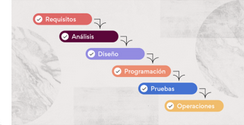 Requisitos
Análisis
Diseño
Programación
Pruebas
Operaciones